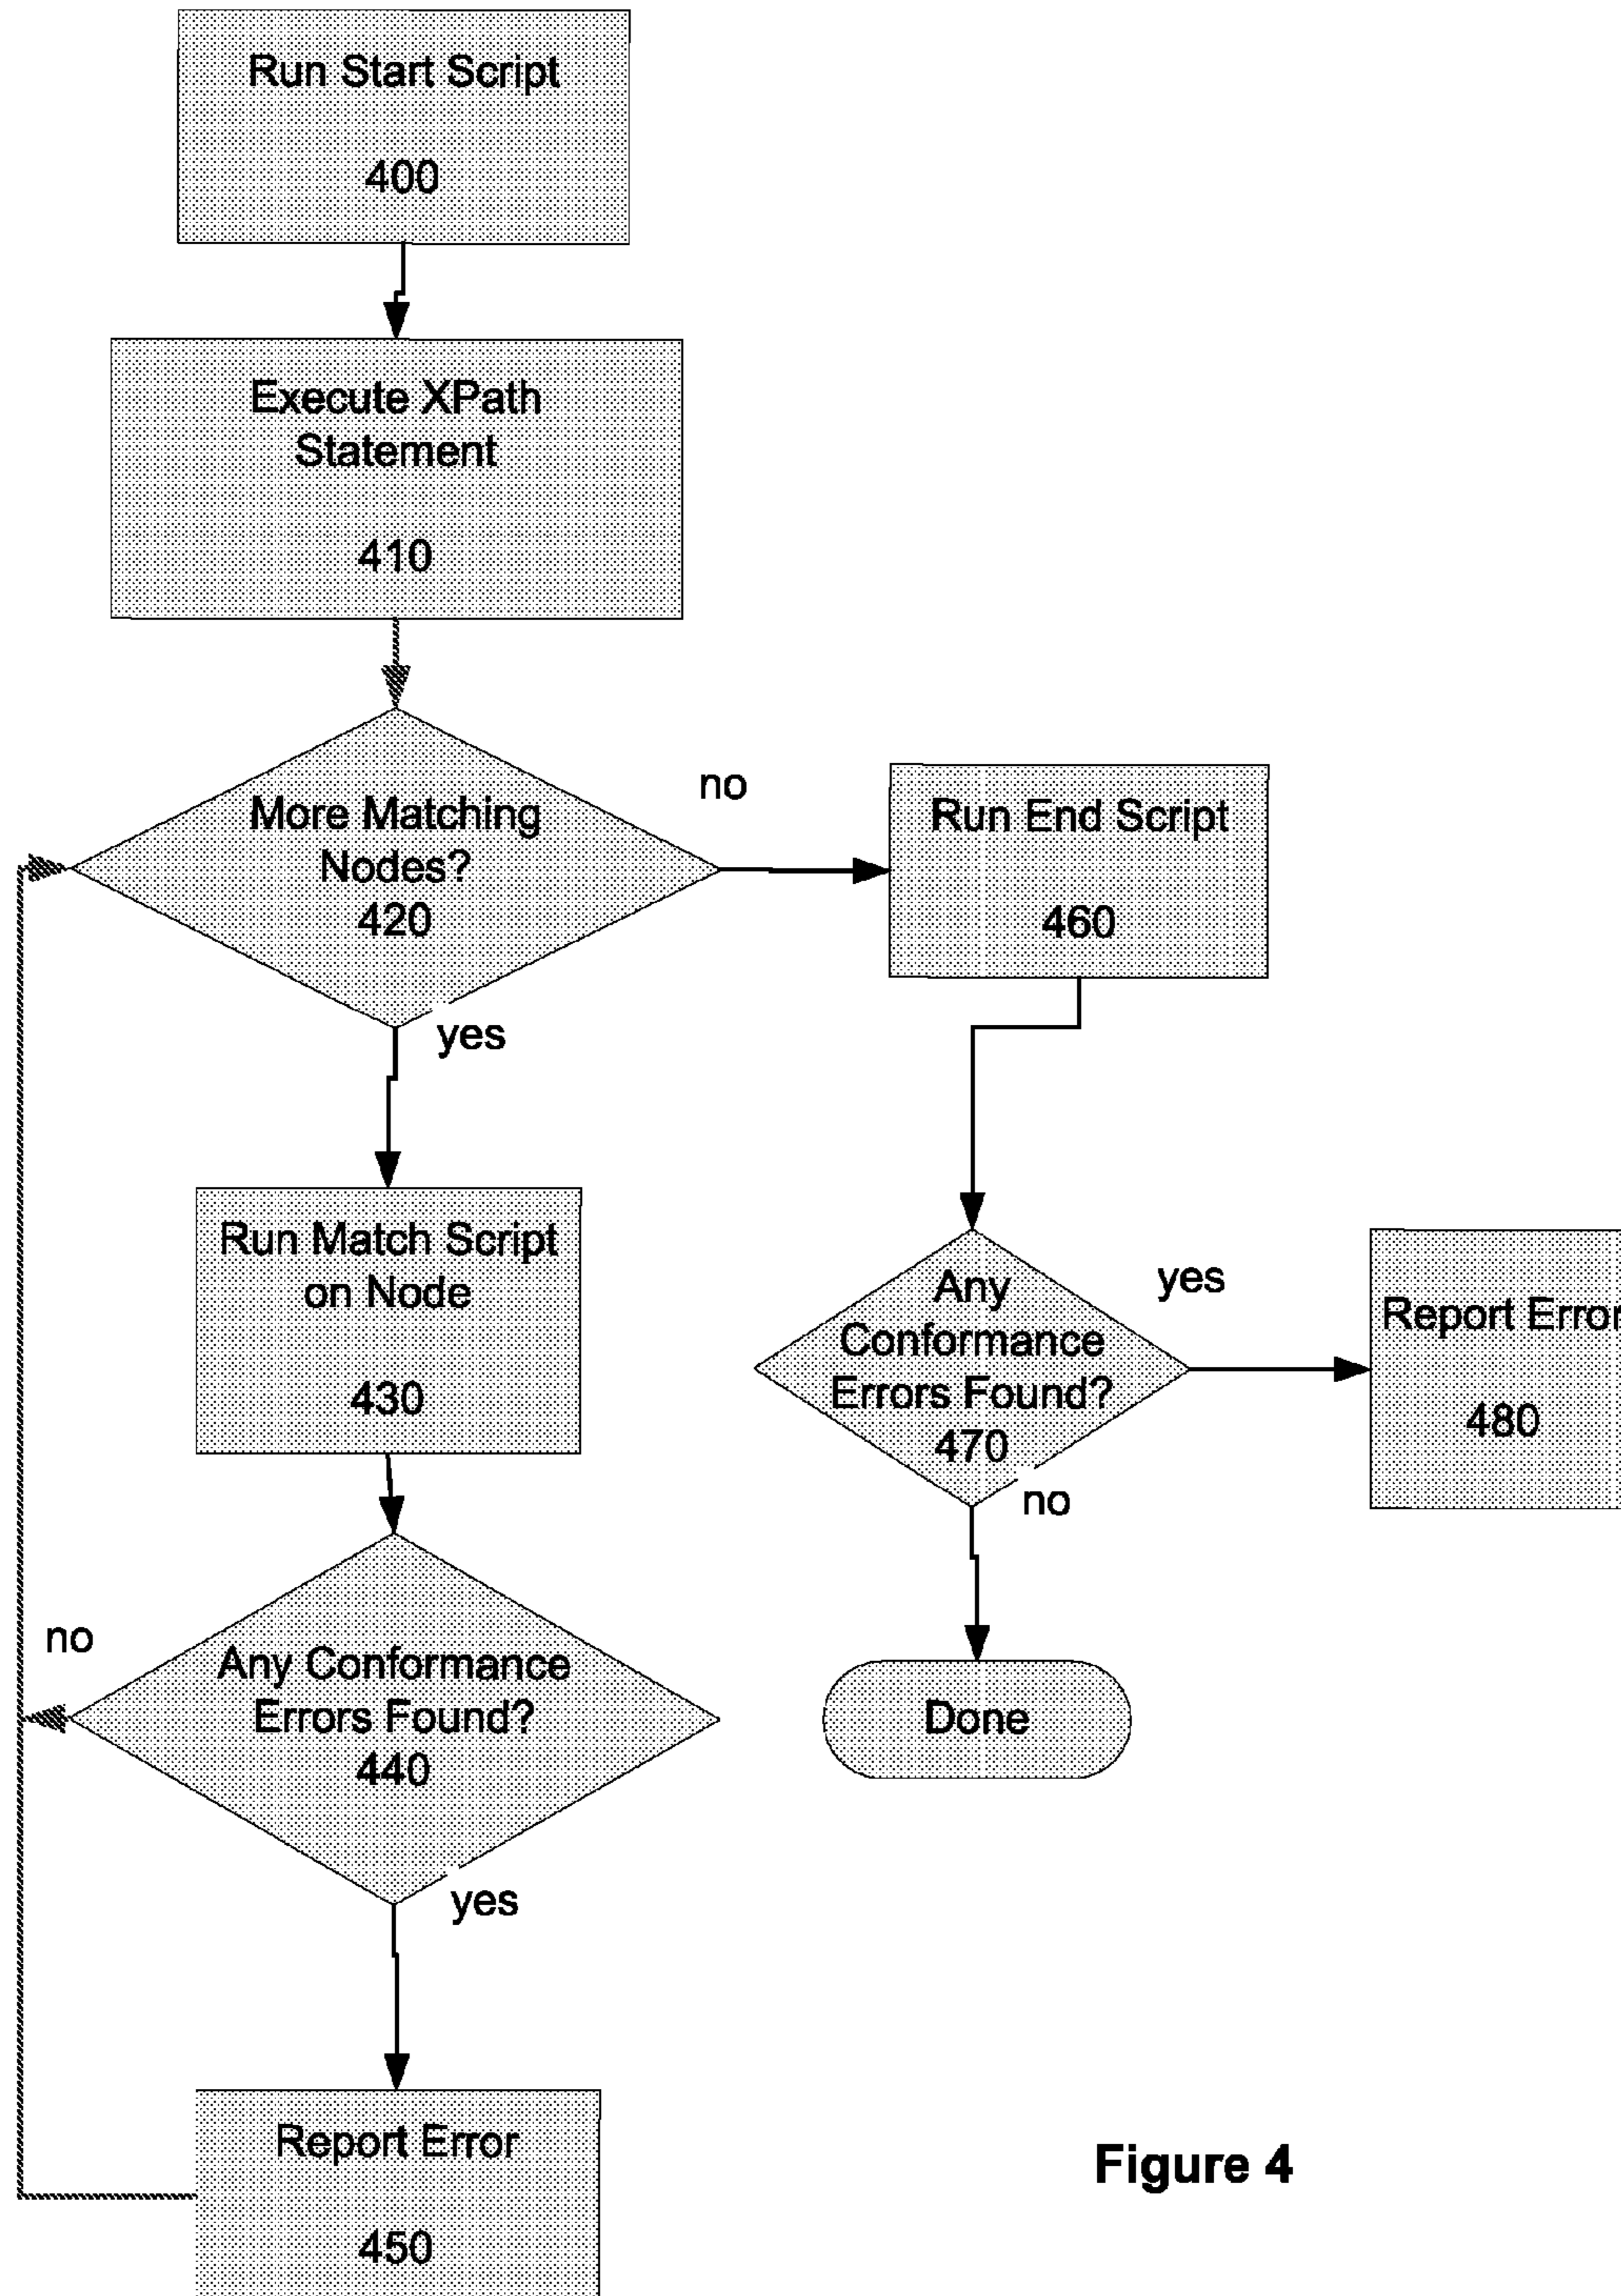 Run Start Script
400
Execute XPath
Statement
410
More Matching
Nodes?
420
no
yes
Run End Script
460
Run Match Script
on Node
430
Any
Conformance
Errors Found?
470
yes
no
Report Error
480
Any Conformance
Errors Found?
440
no
yes
Done
Report Error
450
Figure 4